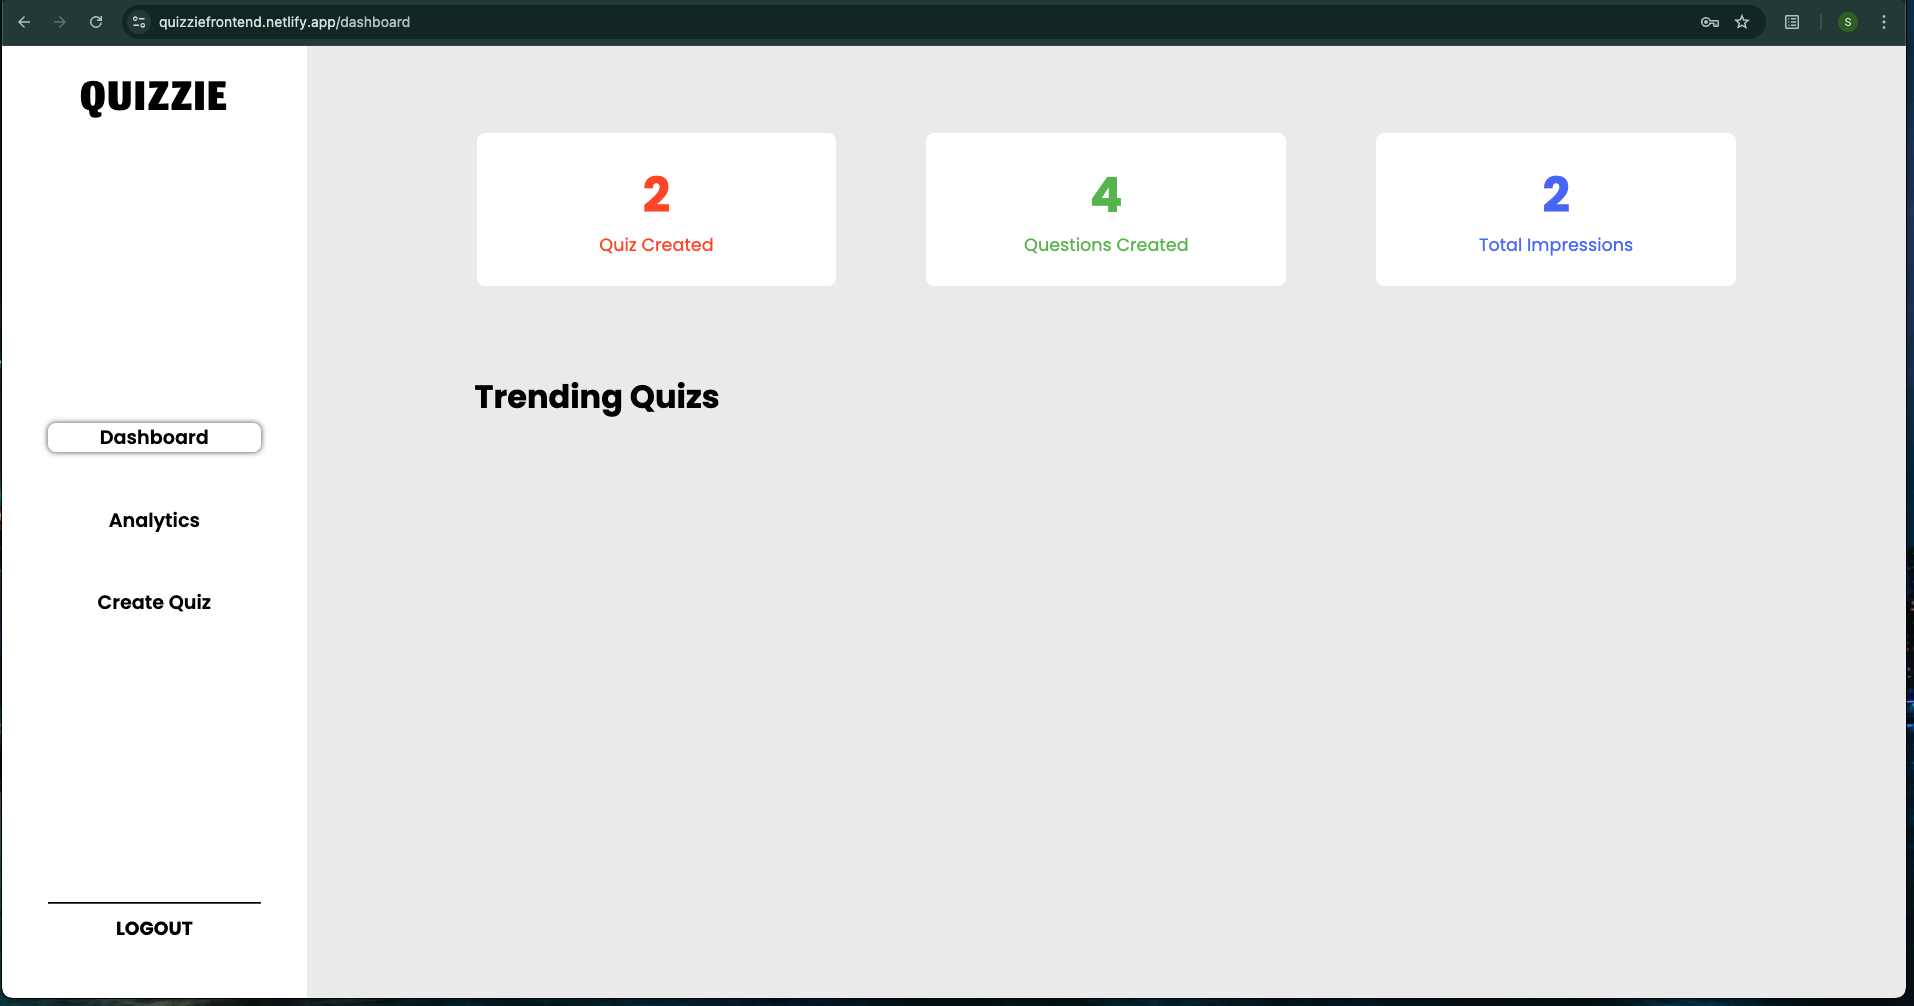 quizziefrontend.netlify.app/dashboard
S
QUIZZIE
Dashboard
Analytics
Create Quiz
LOGOUT
2
Quiz Created
4
Questions Created
2
Total Impressions
Trending Quizs